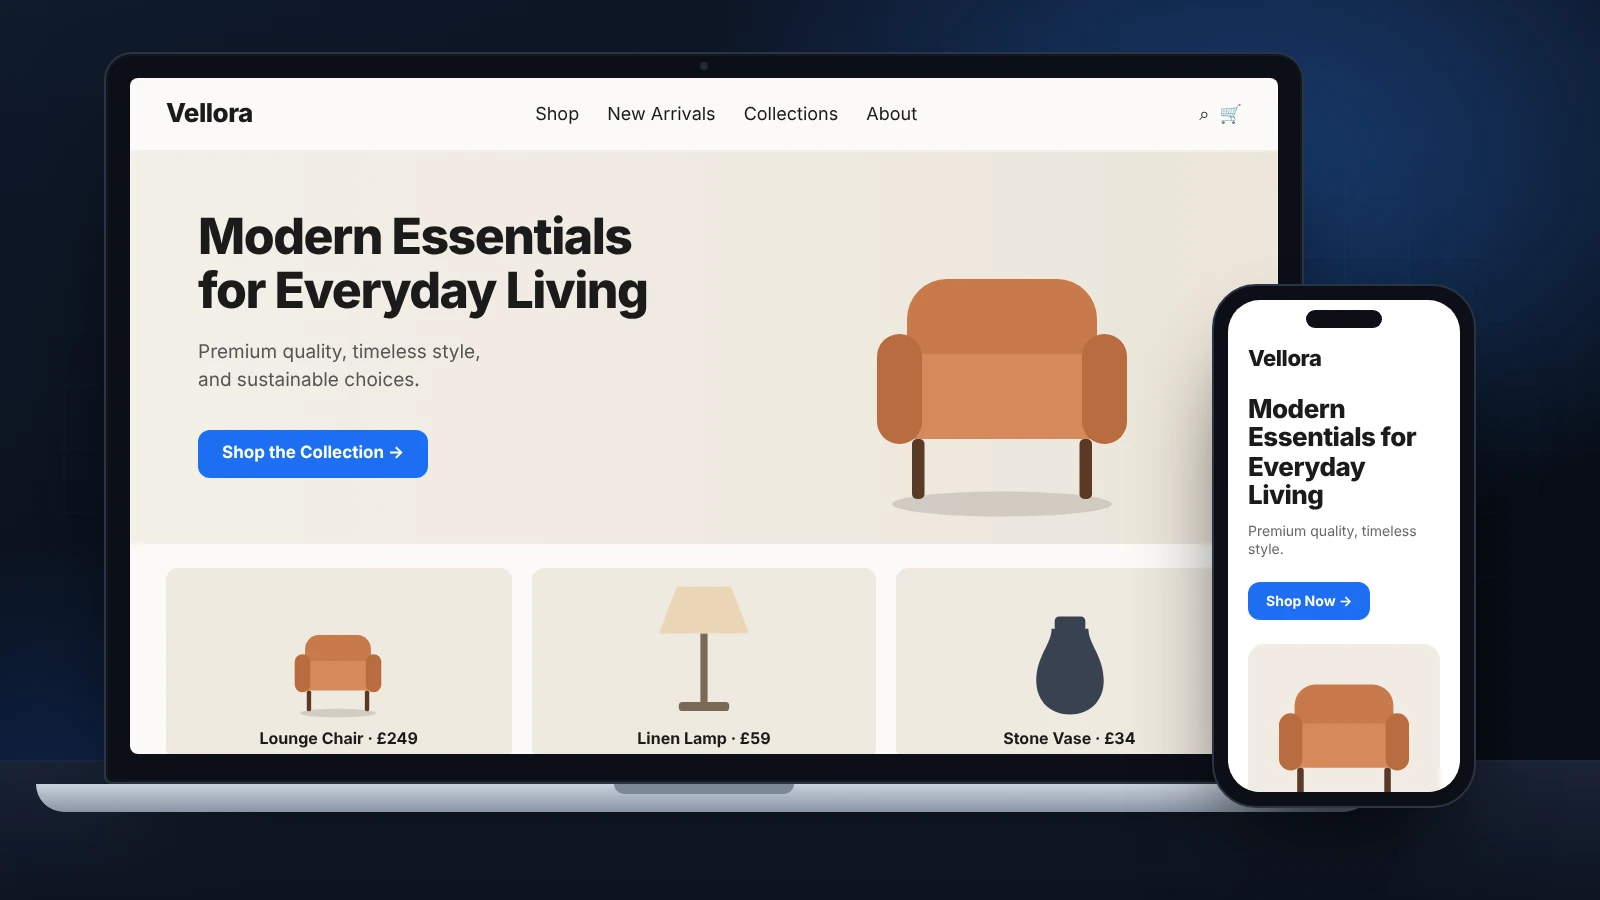 Vellora
Shop New Arrivals Collections About
Modern Essentials
for Everyday Living
Premium quality, timeless style,
and sustainable choices.
Shop the Collection →
Lounge Chair · £249
Linen Lamp · £59
Stone Vase · £34
Vellora
Modern
Essentials for
Everyday
Living
Premium quality, timeless
style.
Shop Now →